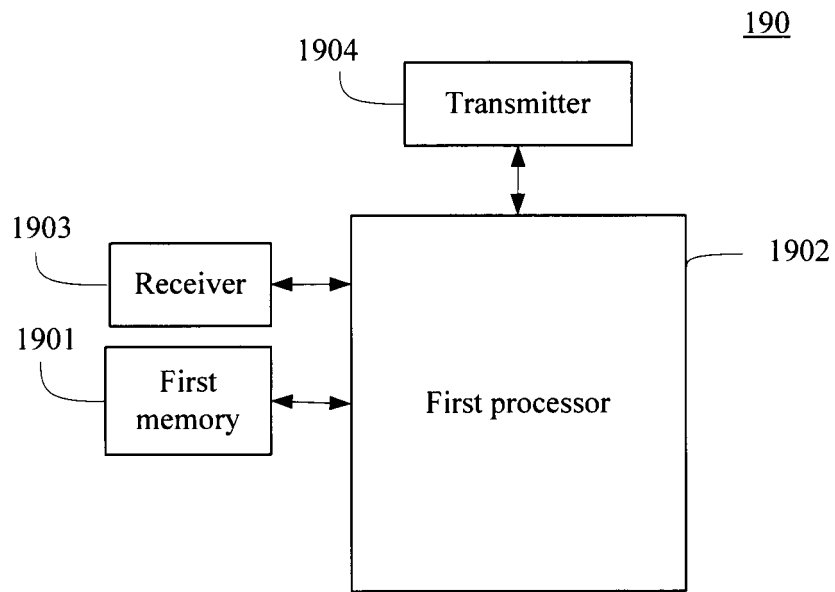 190
1904
Transmitter
1903
Receiver
1902
1901
First
memory
First processor